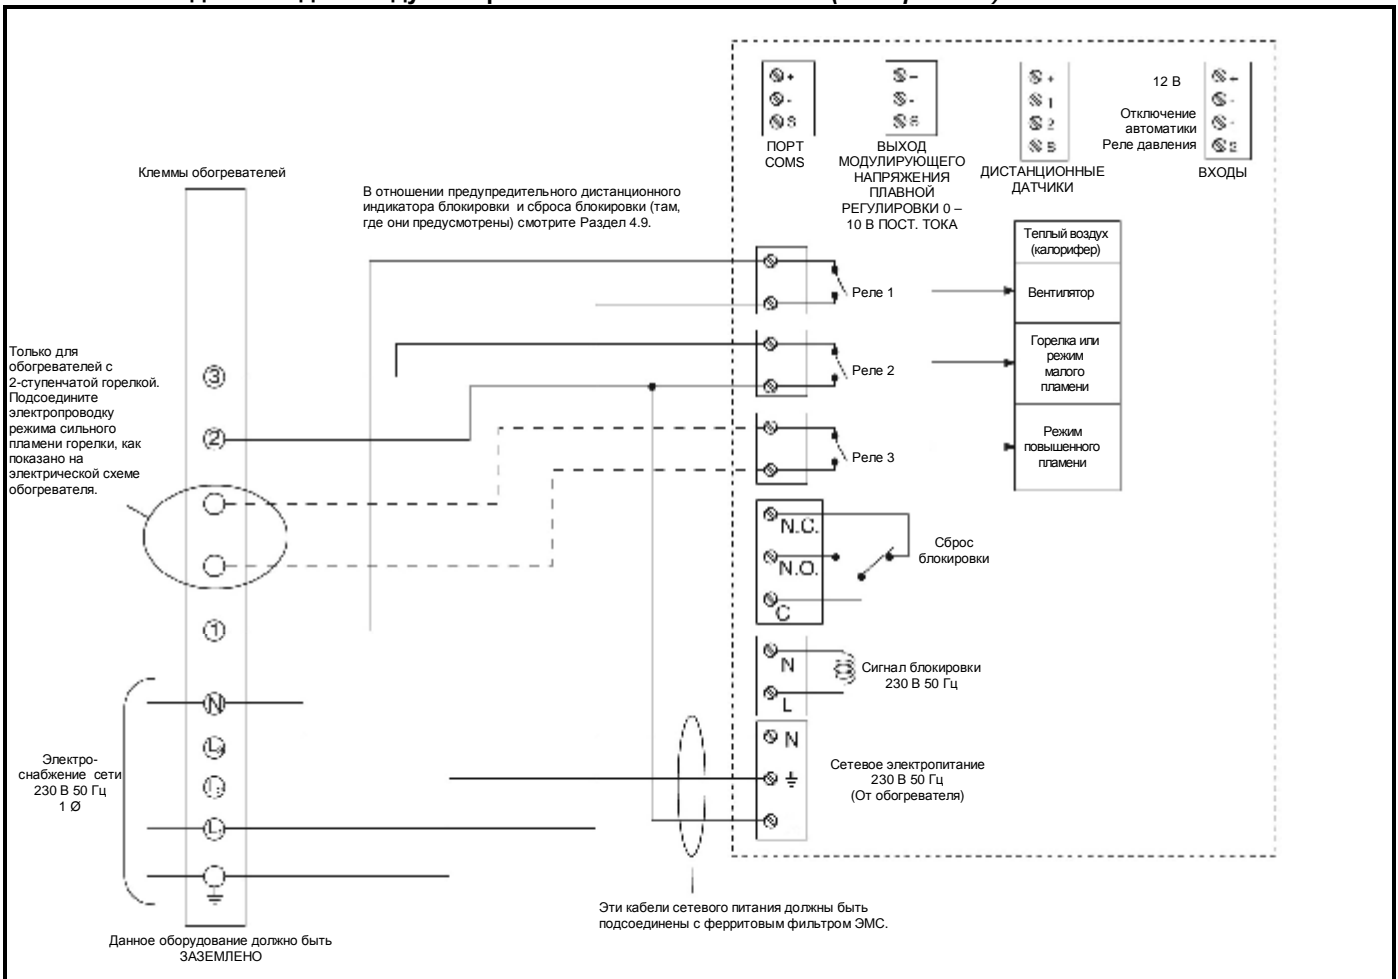 ПОРТ
COMS
ВЫХОД
МОДУЛИРУЮЩЕГО
НАПРЯЖЕНИЯ
ПЛАВНОЙ
РЕГУЛИРОВКИ 0 –
10 В ПОСТ. ТОКА
ДИСТАНЦИОННЫЕ
ДАТЧИКИ
12 В
Отключение
автоматики
Реле давления
ВХОДЫ
Клеммы обогревателей
В отношении предупредительного дистанционного
индикатора блокировки и сброса блокировки (там,
где они предусмотрены) смотрите Раздел 4.9.
Теплый воздух
(калорифер)
Реле 1
Вентилятор
Реле 2
Горелка или
режим
малого
пламени
Реле 3
Режим
повышенного
пламени
Только для
обогревателей с
2-ступенчатой горелкой.
Подсоедините
электропроводку
режима сильного
пламени горелки, как
показано на
электрической схеме
обогревателя.
3
2
1
N
N.C.
N.O.
C
Сброс
блокировки
N
L
Сигнал блокировки
230 В 50 Гц
N
Сетевое электропитание
230 В 50 Гц
(От обогревателя)
Электро-
снабжение сети
230 В 50 Гц
1 Ø
Эти кабели сетевого питания должны быть
подсоединены с ферритовым фильтром ЭМС.
Данное оборудование должно быть
ЗАЗЕМЛЕНО